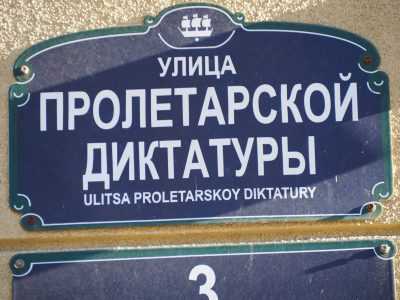 УЛИЦА
ПРОЛЕТАРСКОЙ
ДИКТАТУРЫ
ULITSA PROLETARSKOY DIKTATURY
3